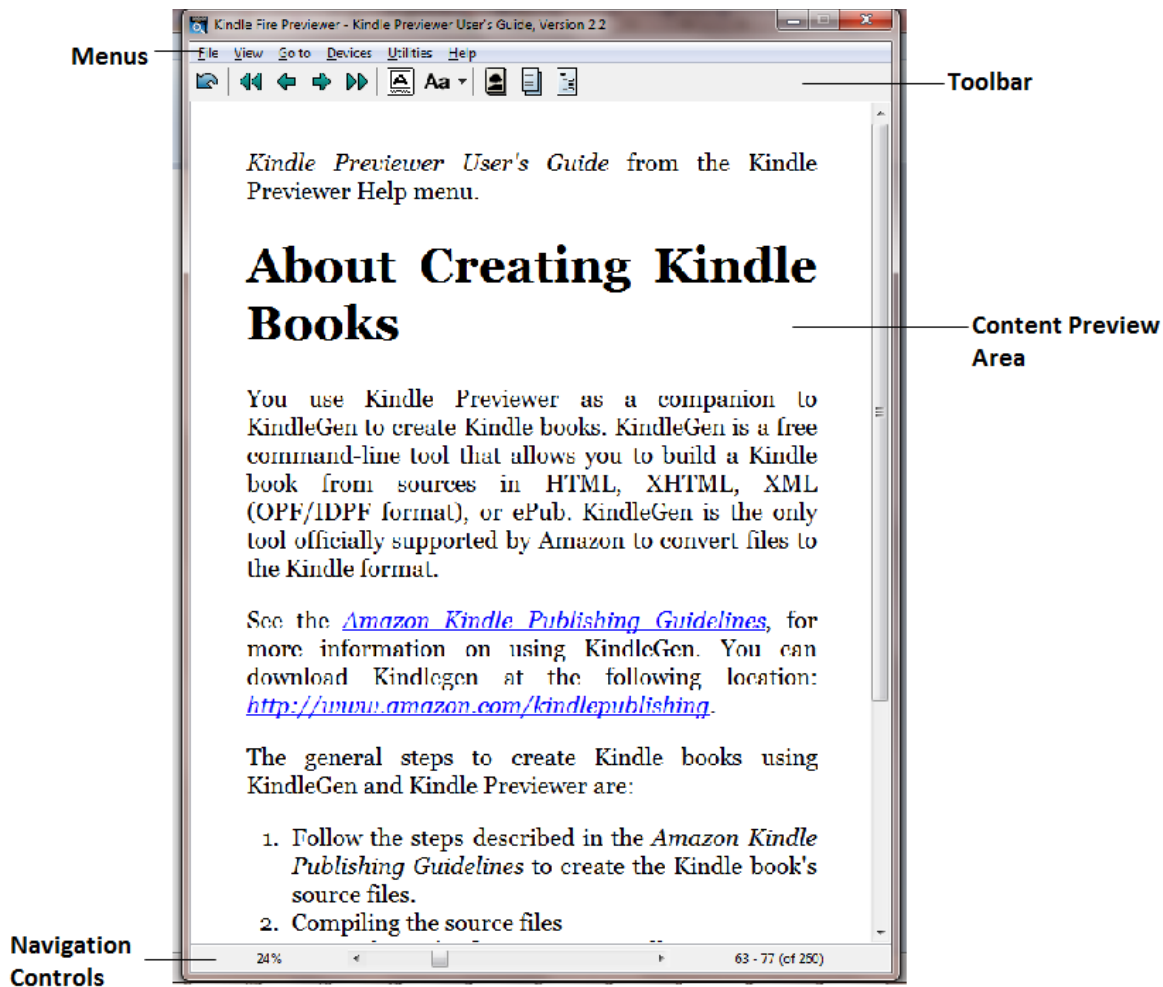 Kindle Fire Previewer - Kindle Previewer User's Guide, Version 2.2
Menus
File View Go to Devices Utilities Help
Aa
Toolbar
Kindle Previewer User's Guide from the Kindle
Previewer Help menu.
About Creating Kindle
Books
Content Preview
Area
You use Kindle Previewer as a companion to
KindleGen to create Kindle books. KindleGen is a free
command-line tool that allows you to build a Kindle
book from sources in HTML, XHTML, XML
(OPF/IDPF format), or ePub. KindleGen is the only
tool officially supported by Amazon to convert files to
the Kindle format.
See the Amazon Kindle Publishing Guidelines, for
more information on using KindleGen. You can
download Kindlegen at the following location:
http://www.amazon.com/kindlepublishing.
The general steps to create Kindle books using
KindleGen and Kindle Previewer are:
1. Follow the steps described in the Amazon Kindle
Publishing Guidelines to create the Kindle book's
source files.
2. Compiling the source files
Navigation
Controls
24%
63 - 77 (of 250)